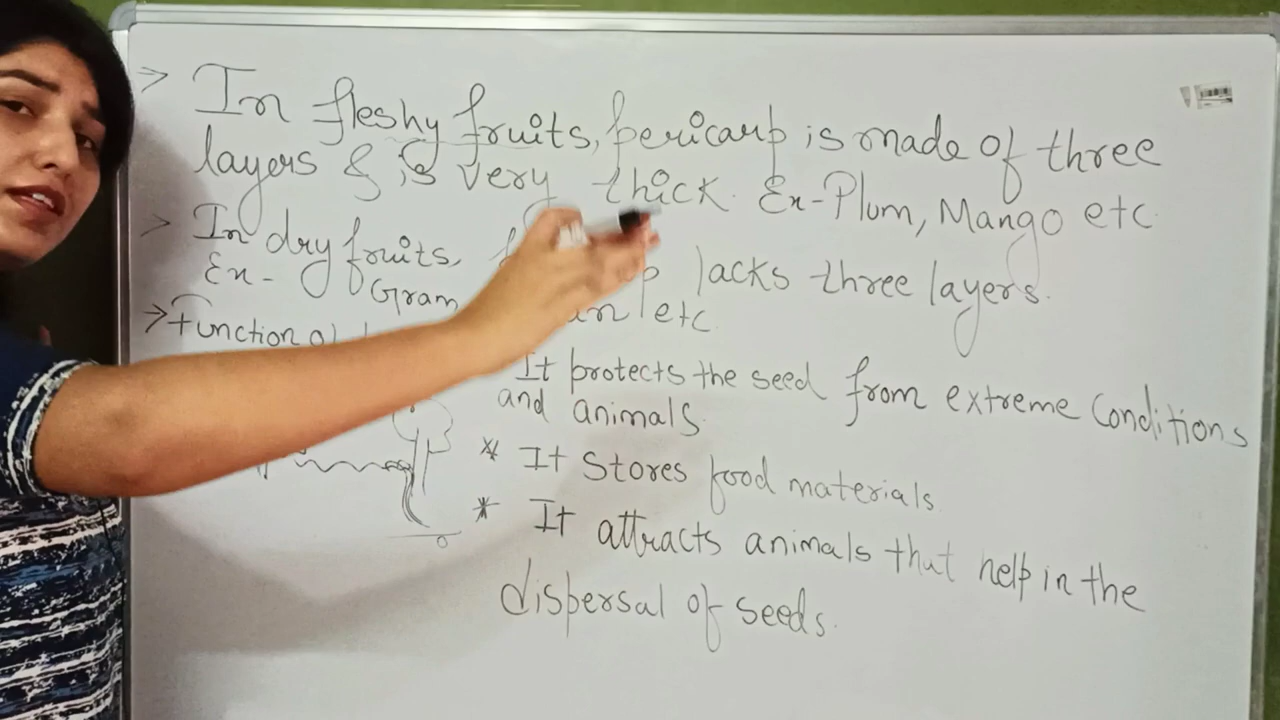 > In fleshy fruits, pericarp is made of three
layers & is very thick. Ex-Plum, Mango etc.
> In dry fruits, lacks three layers.
Ex- Gram etc.
> Function of
It protects the seed from extreme conditions
and animals.
* It stores food materials.
* It attracts animals that help in the
dispersal of seeds.